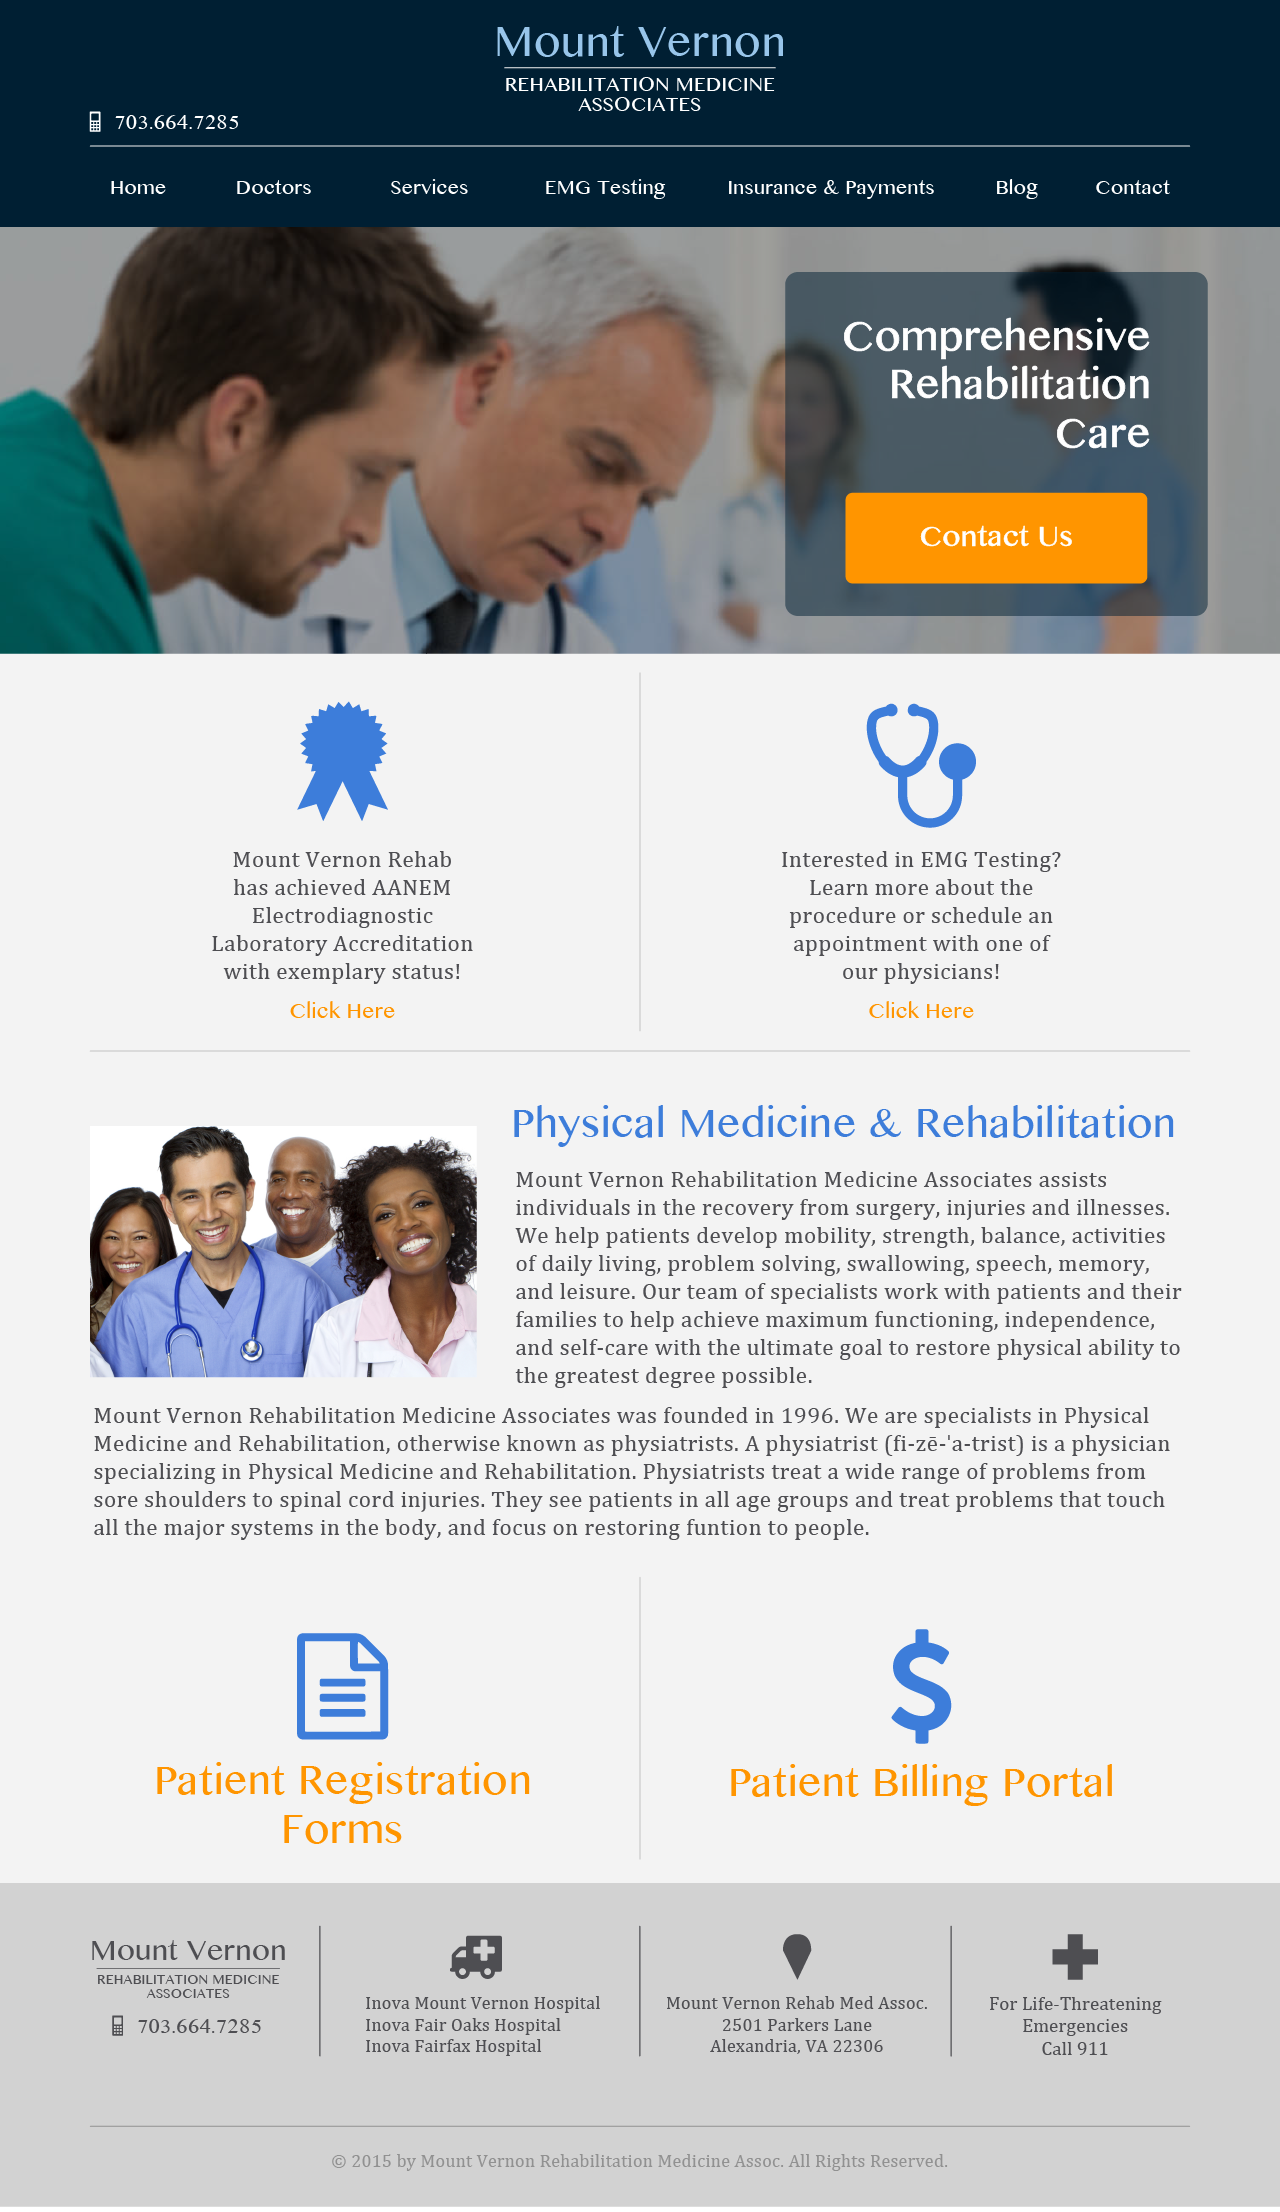 Mount Vernon
REHABILITATION MEDICINE
ASSOCIATES
703.664.7285
Home Doctors Services EMG Testing Insurance & Payments Blog Contact
Comprehensive
Rehabilitation
Care
Contact Us
Mount Vernon Rehab
has achieved AANEM
Electrodiagnostic
Laboratory Accreditation
with exemplary status!
Click Here
Interested in EMG Testing?
Learn more about the
procedure or schedule an
appointment with one of
our physicians!
Click Here
Physical Medicine & Rehabilitation
Mount Vernon Rehabilitation Medicine Associates assists
individuals in the recovery from surgery, injuries and illnesses.
We help patients develop mobility, strength, balance, activities
of daily living, problem solving, swallowing, speech, memory,
and leisure. Our team of specialists work with patients and their
families to help achieve maximum functioning, independence,
and self-care with the ultimate goal to restore physical ability to
the greatest degree possible.
Mount Vernon Rehabilitation Medicine Associates was founded in 1996. We are specialists in Physical
Medicine and Rehabilitation, otherwise known as physiatrists. A physiatrist (fi-zē-'a-trist) is a physician
specializing in Physical Medicine and Rehabilitation. Physiatrists treat a wide range of problems from
sore shoulders to spinal cord injuries. They see patients in all age groups and treat problems that touch
all the major systems in the body, and focus on restoring funtion to people.
Patient Registration
Forms
Patient Billing Portal
Mount Vernon
REHABILITATION MEDICINE
ASSOCIATES
703.664.7285
Inova Mount Vernon Hospital
Inova Fair Oaks Hospital
Inova Fairfax Hospital
Mount Vernon Rehab Med Assoc.
2501 Parkers Lane
Alexandria, VA 22306
For Life-Threatening
Emergencies
Call 911
© 2015 by Mount Vernon Rehabilitation Medicine Assoc. All Rights Reserved.